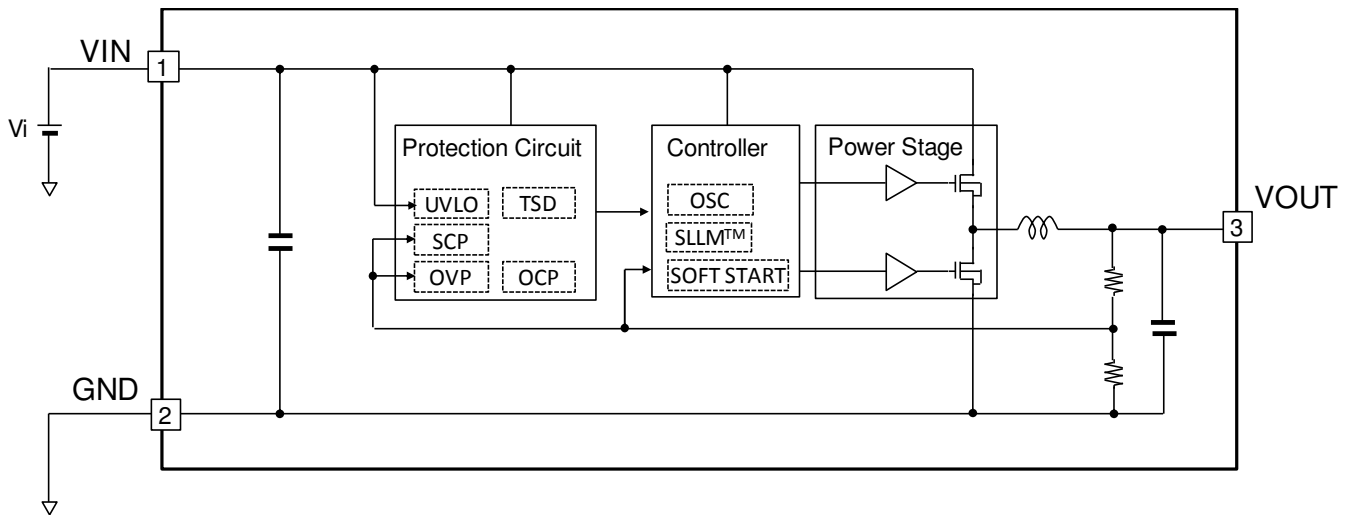 VIN
1
Vi
Protection Circuit
UVLO
TSD
SCP
OVP
OCP
Controller
OSC
SLLM™
SOFT START
Power Stage
VOUT
3
GND
2